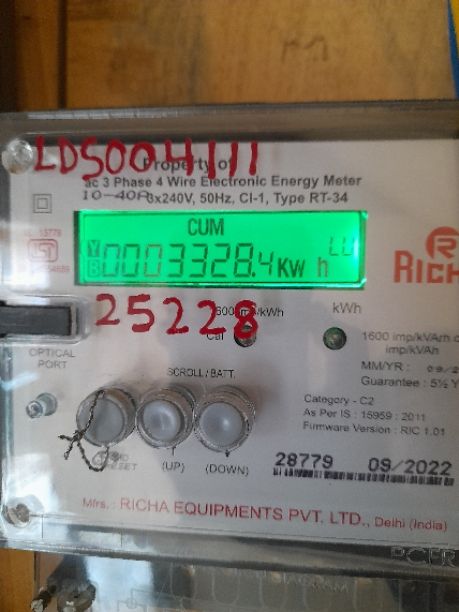 LDS004111
Property of
ac 3 Phase 4 Wire Electronic Energy Meter
10-40A 3x240V, 50Hz, Cl-1, Type RT-34
CUM
Y
B 0003328.4 KW h
LU
R
RICH
25228
1600 imp/kWh
Cal
kWh
1600 imp/kVArh
imp/kVAh
OPTICAL
PORT
SCROLL/BATT.
MM/YR :
Guarantee : 5½ Y
Category - C2
As Per IS : 15959 : 2011
Firmware Version : RIC 1.01
RESET
(UP)
(DOWN)
28779 09/2022
Mfrs. : RICHA EQUIPMENTS PVT. LTD., Delhi (India)